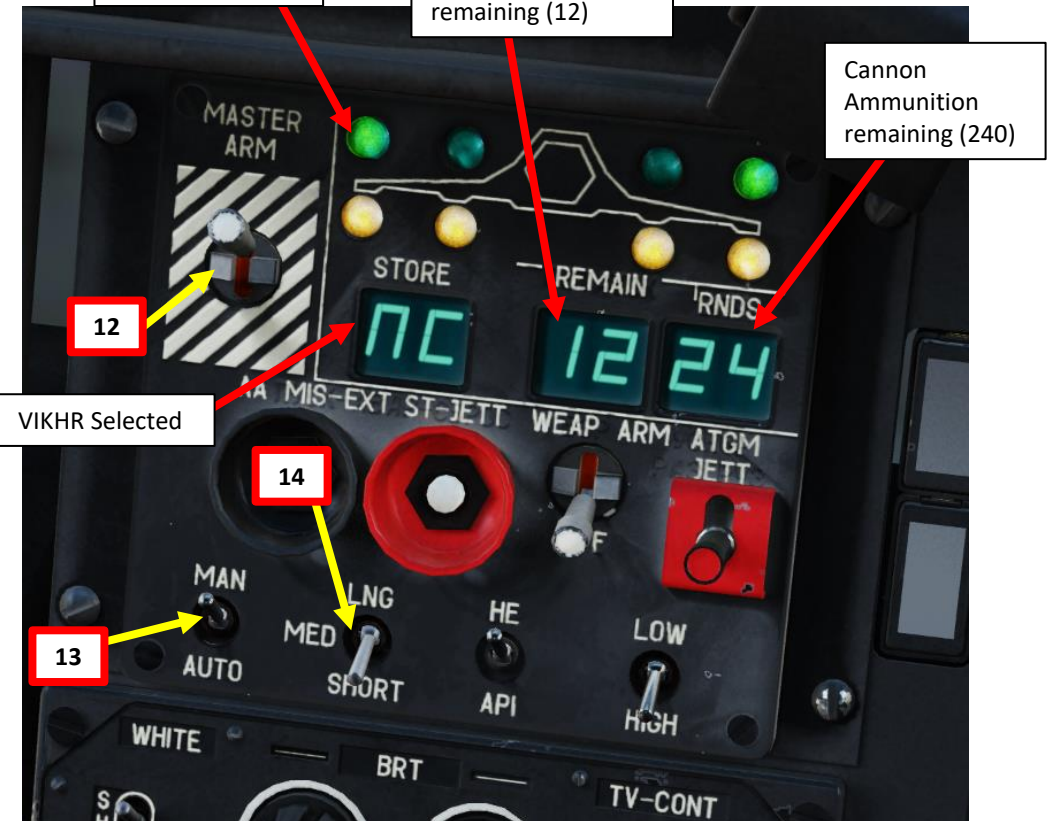 remaining (12)
Cannon
Ammunition
remaining (240)
MASTER
ARM
12
STORE
REMAIN
RNDS
ПС
12
24
VIKHR Selected
AA MIS-EXT ST-JETT
WEAP ARM
ATGM
JETT
14
F
MAN
LNG
HE
LOW
MED
13
AUTO
SHORT
API
HIGH
WHITE
BRT
TV-CONT
S